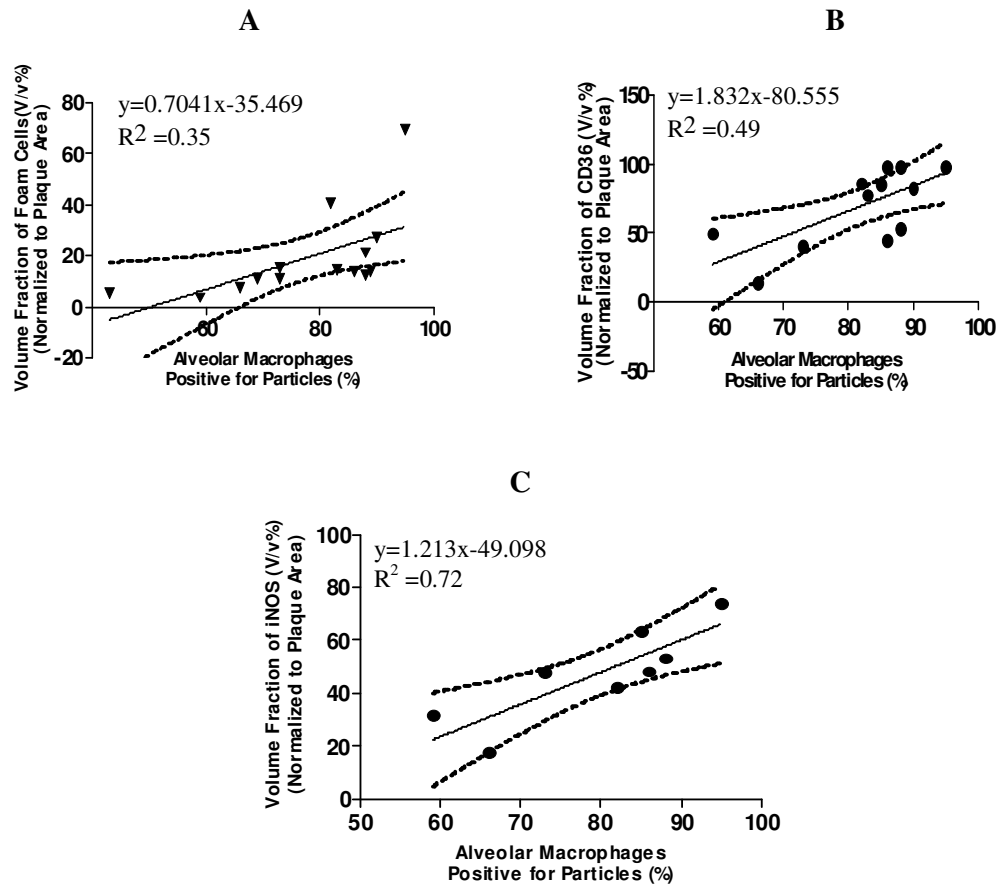 A
y=0.7041x-35.469
R2 =0.35
Volume Fraction of Foam Cells(V/v%)
(Normalized to Plaque Area)
80
60
40
20
0
-20
60
80
100
Alveolar Macrophages
Positive for Particles (%)
B
y=1.832x-80.555
R2 =0.49
Volume Fraction of CD36 (V/v%)
(Normalized to Plaque Area)
150
100
50
0
-50
60
70
80
90
100
Alveolar Macrophages
Positive for Particles (%)
C
y=1.213x-49.098
R2 =0.72
Volume Fraction of iNOS (V/v%)
(Normalized to Plaque Area)
100
80
60
40
20
0
50
60
70
80
90
100
Alveolar Macrophages
Positive for Particles (%)